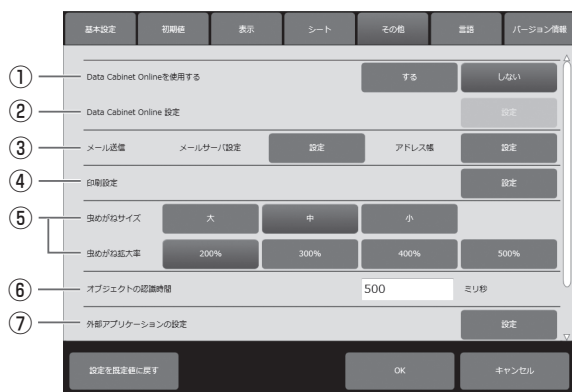 基本設定 初期値 表示 シート その他 言語 バージョン情報
① Data Cabinet Onlineを使用する する しない
② Data Cabinet Online 設定 設定
③ メール送信 メールサーバ設定 設定 アドレス帳 設定
④ 印刷設定 設定
⑤ 虫めがねサイズ 大 中 小
虫めがね拡大率 200% 300% 400% 500%
⑥ オブジェクトの認識時間 500 ミリ秒
⑦ 外部アプリケーションの設定 設定
設定を既定値に戻す OK キャンセル